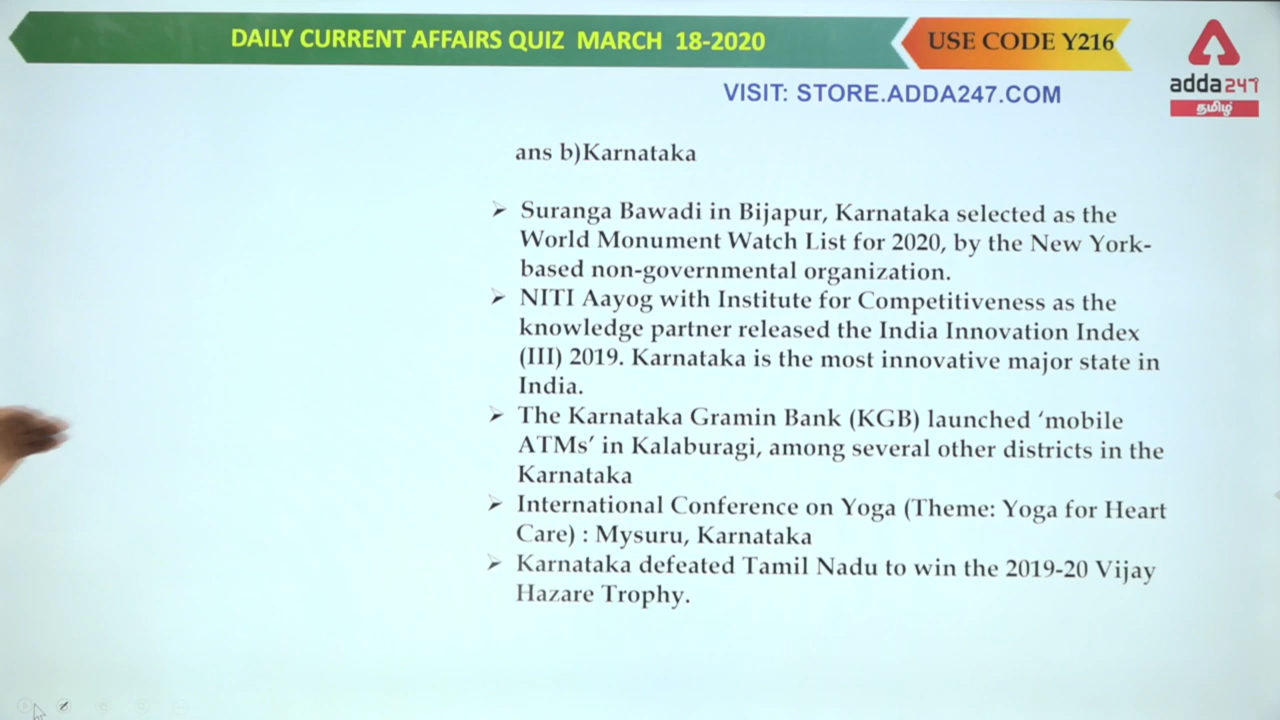 DAILY CURRENT AFFAIRS QUIZ MARCH 18-2020
USE CODE Y216
adda247
தமிழ்
VISIT: STORE.ADDA247.COM
ans b)Karnataka
➢ Suranga Bawadi in Bijapur, Karnataka selected as the
World Monument Watch List for 2020, by the New York-
based non-governmental organization.
➢ NITI Aayog with Institute for Competitiveness as the
knowledge partner released the India Innovation Index
(III) 2019. Karnataka is the most innovative major state in
India.
➢ The Karnataka Gramin Bank (KGB) launched ‘mobile
ATMs’ in Kalaburagi, among several other districts in the
Karnataka
➢ International Conference on Yoga (Theme: Yoga for Heart
Care) : Mysuru, Karnataka
➢ Karnataka defeated Tamil Nadu to win the 2019-20 Vijay
Hazare Trophy.